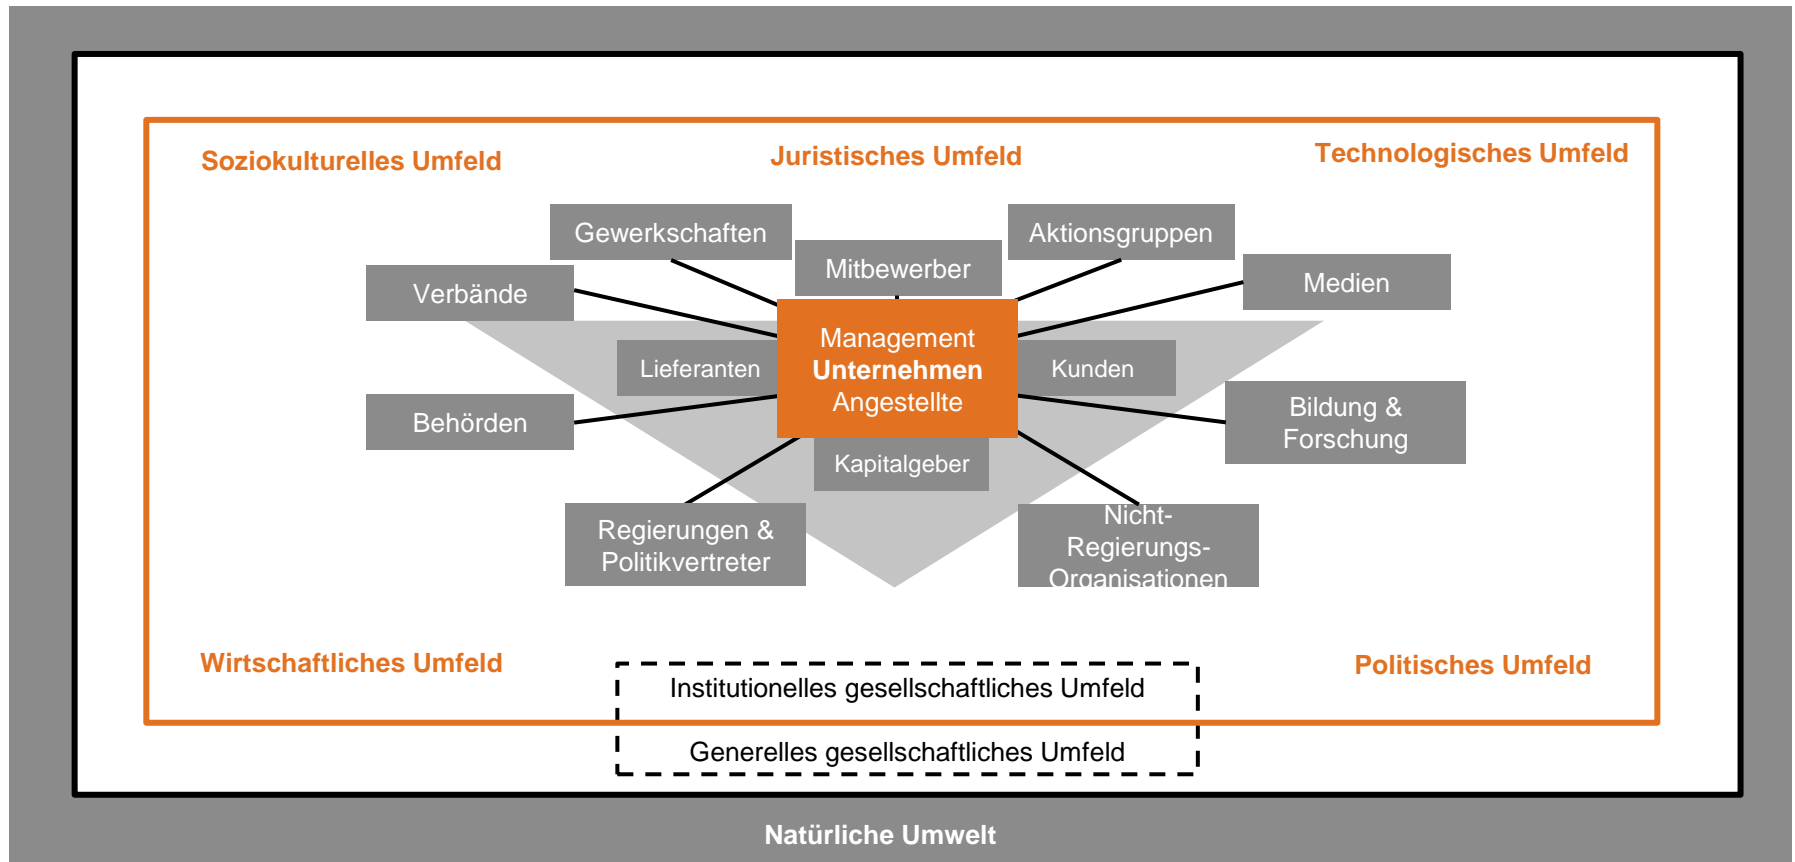 Soziokulturelles Umfeld
Juristisches Umfeld
Technologisches Umfeld
Gewerkschaften
Mitbewerber
Aktionsgruppen
Verbände
Medien
Lieferanten
Management
Unternehmen
Angestellte
Kunden
Behörden
Bildung &
Forschung
Kapitalgeber
Regierungen &
Politikvertreter
Nicht-
Regierungs-
Organisationen
Wirtschaftliches Umfeld
Politisches Umfeld
Institutionelles gesellschaftliches Umfeld
Generelles gesellschaftliches Umfeld
Natürliche Umwelt